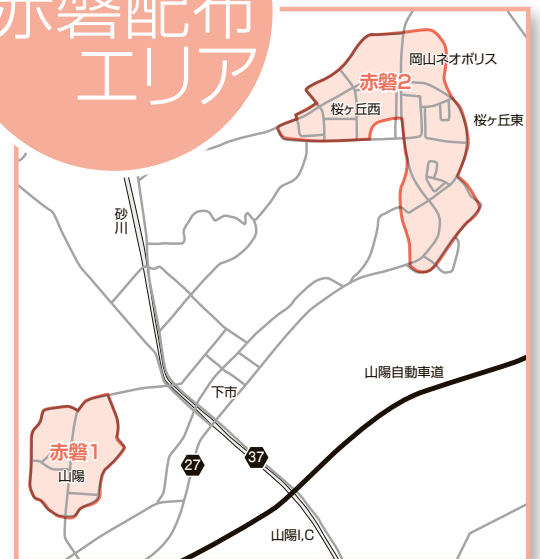 赤磐配布
エリア
岡山ネオポリス
赤磐2
桜ヶ丘西
桜ヶ丘東
砂川
山陽自動車道
下市
赤磐1
山陽
27
37
山陽I,C